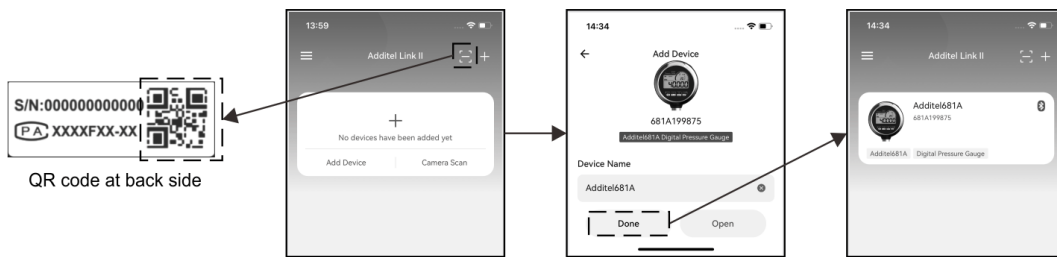 S/N:000000000000
PA XXXXFXX-XX
QR code at back side
13:59
Additel Link II
No devices have been added yet
Add Device
Camera Scan
14:34
Add Device
681A199875
Additel681A Digital Pressure Gauge
Device Name
Additel681A
Done
Open
14:34
Additel Link II
Additel681A
681A199875
Additel681A
Digital Pressure Gauge